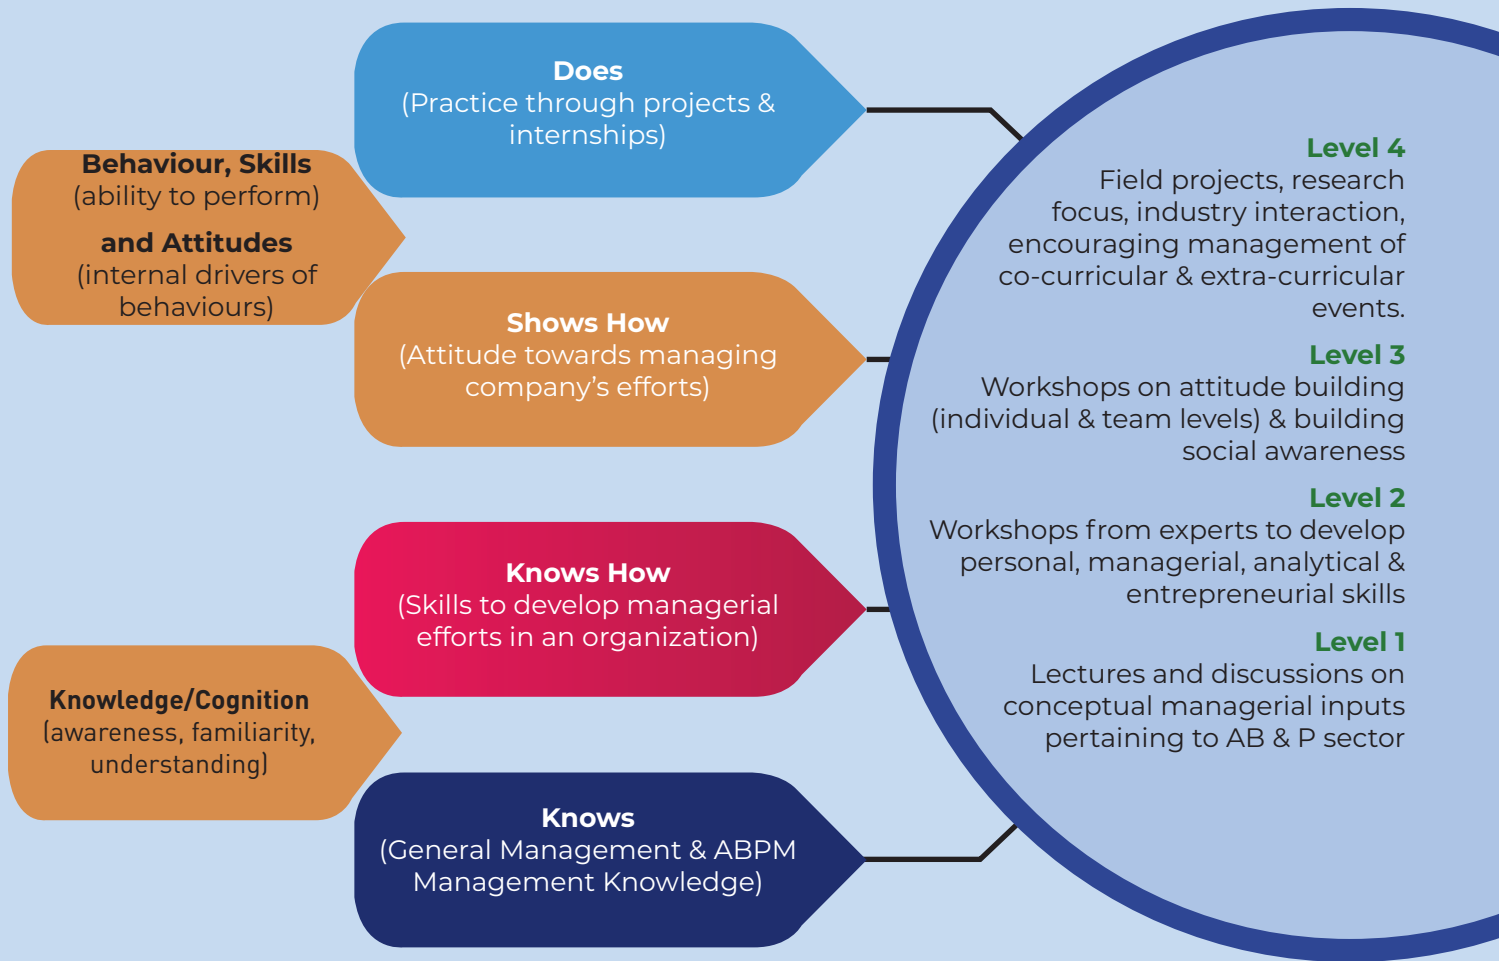 Does
(Practice through projects &
internships)
Behaviour, Skills
(ability to perform)
and Attitudes
(internal drivers of
behaviours)
Shows How
(Attitude towards managing
company’s efforts)
Knows How
(Skills to develop managerial
efforts in an organization)
Knowledge/Cognition
(awareness, familiarity,
understanding)
Knows
(General Management & ABPM
Management Knowledge)
Level 4
Field projects, research
focus, industry interaction,
encouraging management of
co-curricular & extra-curricular
events.
Level 3
Workshops on attitude building
(individual & team levels) & building
social awareness
Level 2
Workshops from experts to develop
personal, managerial, analytical &
entrepreneurial skills
Level 1
Lectures and discussions on
conceptual managerial inputs
pertaining to AB & P sector